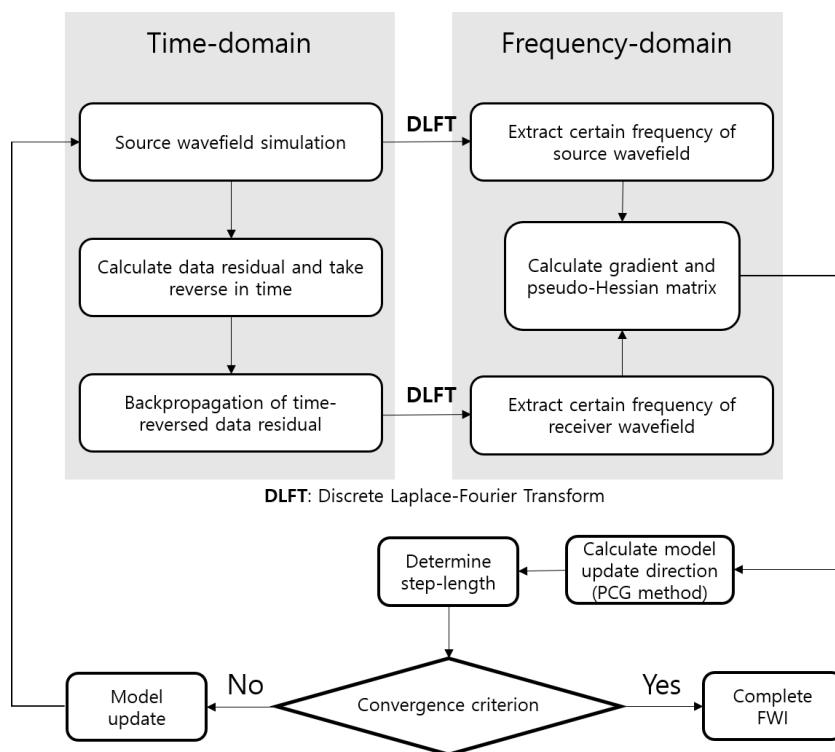 Time-domain
Frequency-domain
Source wavefield simulation
DLFT
Extract certain frequency of
source wavefield
Calculate data residual and take
reverse in time
Calculate gradient and
pseudo-Hessian matrix
Backpropagation of time-
reversed data residual
DLFT
Extract certain frequency of
receiver wavefield
DLFT: Discrete Laplace-Fourier Transform
Determine
step-length
Calculate model
update direction
(PCG method)
Model
update
No
Convergence criterion
Yes
Complete
FWI